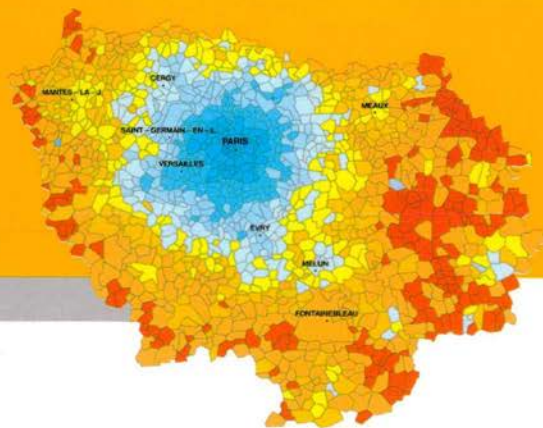 CERGY
MANTES - LA - J.
MEAUX
SAINT - GERMAIN - EN - L.
PARIS
VERSAILLES
EVRY
MELUN
FONTAINEBLEAU